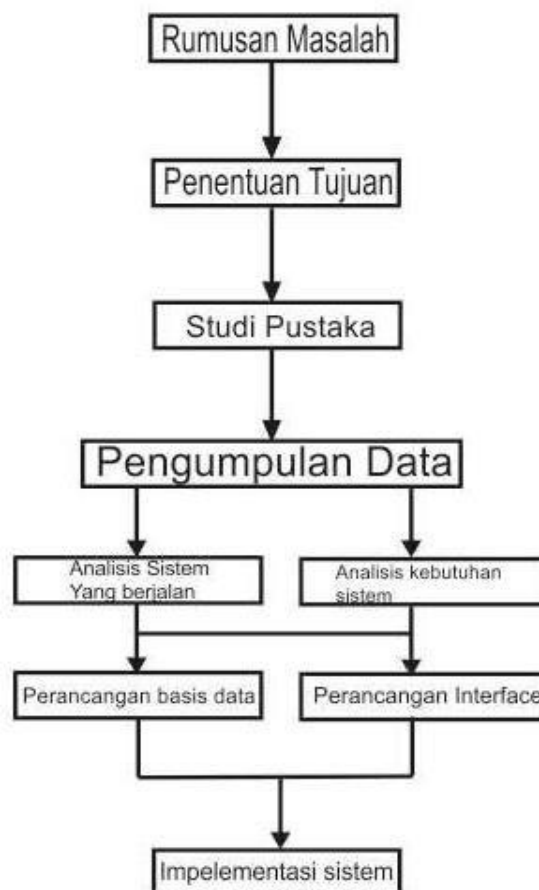 Rumusan Masalah
Penentuan Tujuan
Studi Pustaka
Pengumpulan Data
Analisis Sistem
Yang berjalan
Analisis kebutuhan
sistem
Perancangan basis data
Perancangan Interface
Impelementasi sistem